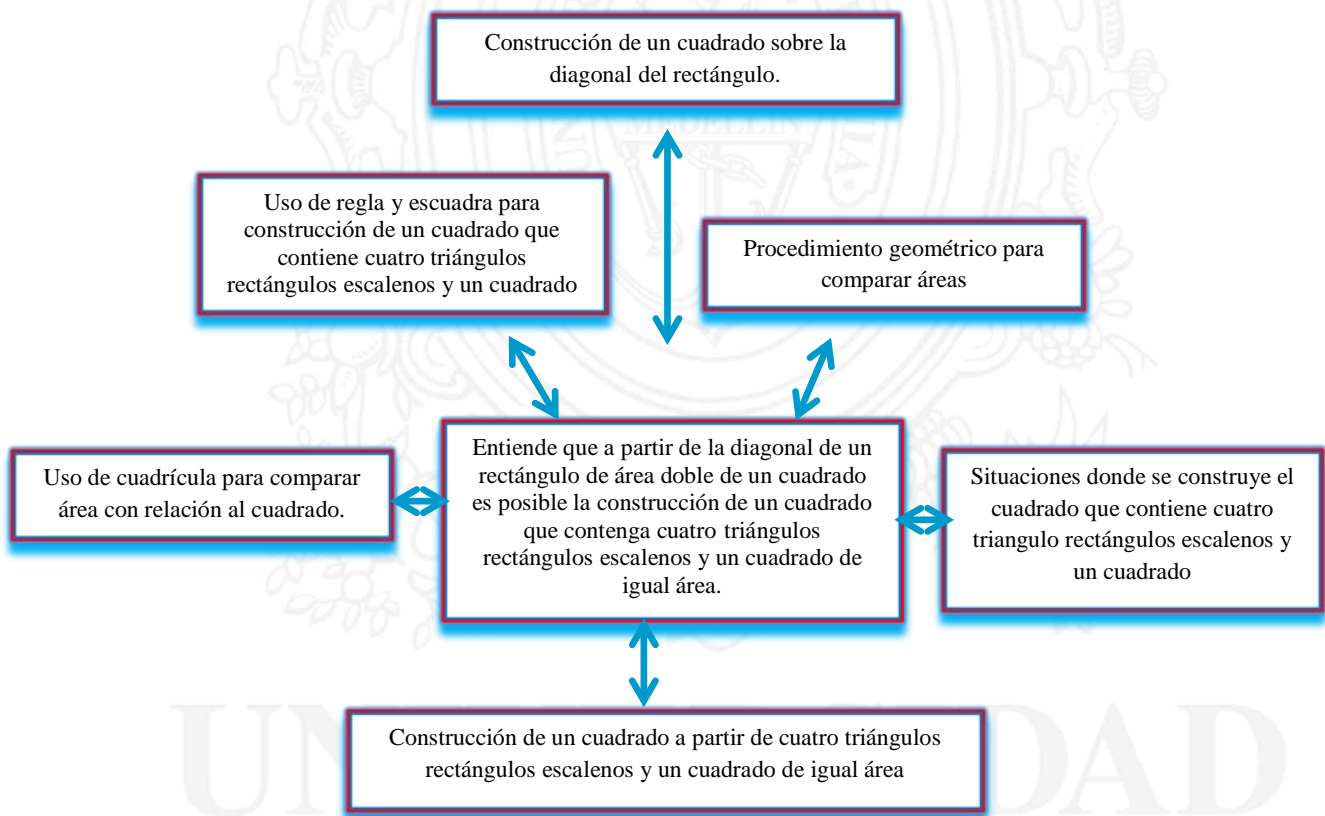 Construcción de un cuadrado sobre la
diagonal del rectángulo.
MEDELLIN
Uso de regla y escuadra para
construcción de un cuadrado que
contiene cuatro triángulos
rectángulos escalenos y un cuadrado
Procedimiento geométrico para
comparar áreas
Uso de cuadrícula para comparar
área con relación al cuadrado.
Entiende que a partir de la diagonal de un
rectángulo de área doble de un cuadrado
es posible la construcción de un cuadrado
que contenga cuatro triángulos
rectángulos escalenos y un cuadrado de
igual área.
Situaciones donde se construye el
cuadrado que contiene cuatro
triangulo rectángulos escalenos y
un cuadrado
Construcción de un cuadrado a partir de cuatro triángulos
rectángulos escalenos y un cuadrado de igual área